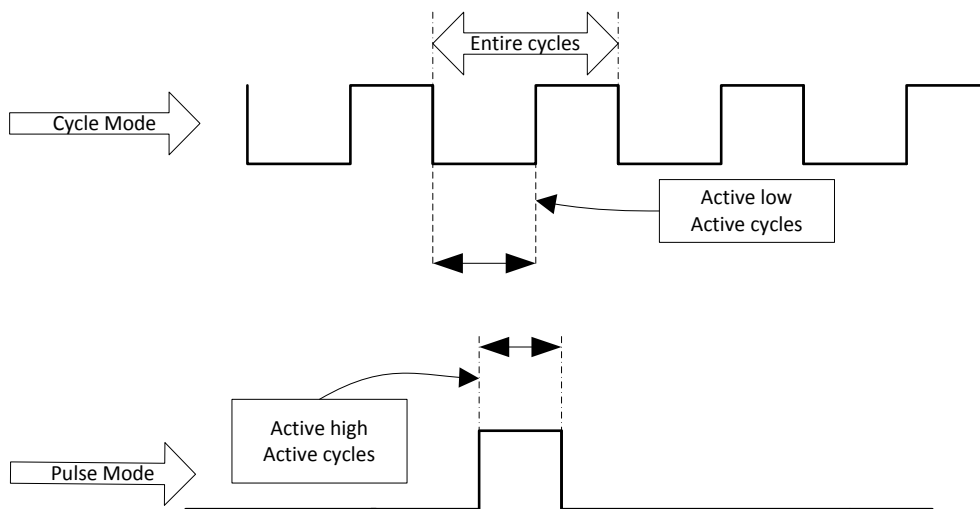 Entire cycles
Cycle Mode
Active low
Active cycles
Active high
Active cycles
Pulse Mode